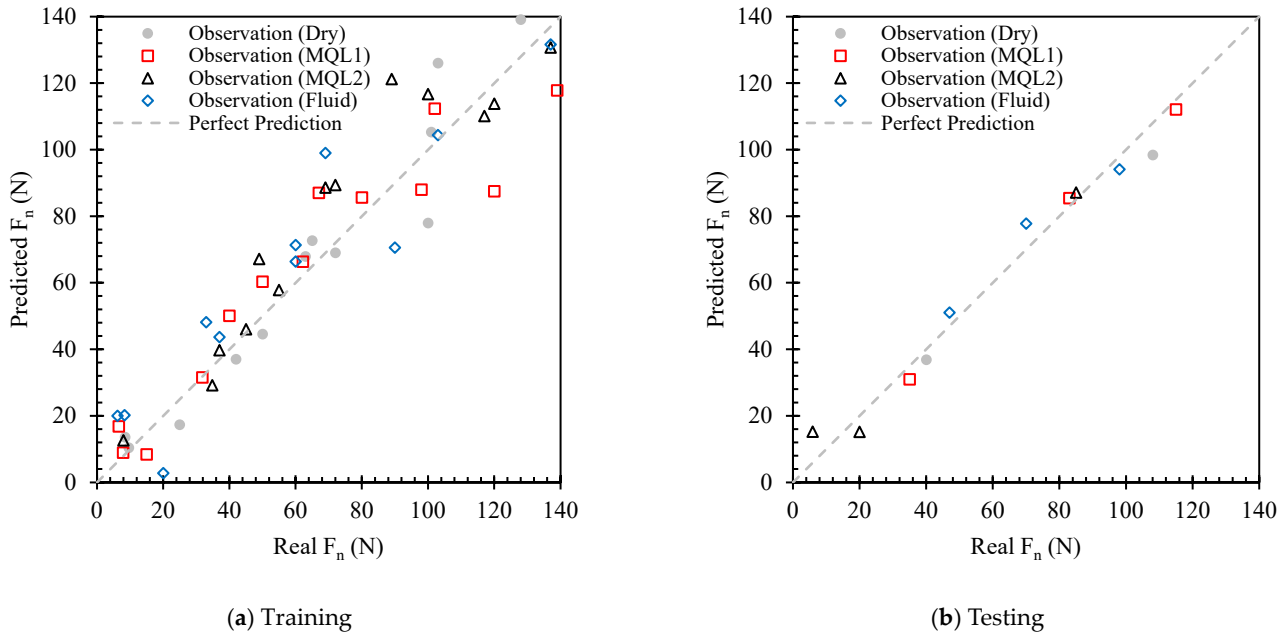 140
120
100
80
60
40
20
0
Predicted Fₙ (N)
Observation (Dry)
Observation (MQL1)
Observation (MQL2)
Observation (Fluid)
Perfect Prediction
0 20 40 60 80 100 120 140
Real Fₙ (N)
(a) Training
140
120
100
80
60
40
20
0
Predicted Fₙ (N)
Observation (Dry)
Observation (MQL1)
Observation (MQL2)
Observation (Fluid)
Perfect Prediction
0 20 40 60 80 100 120 140
Real Fₙ (N)
(b) Testing